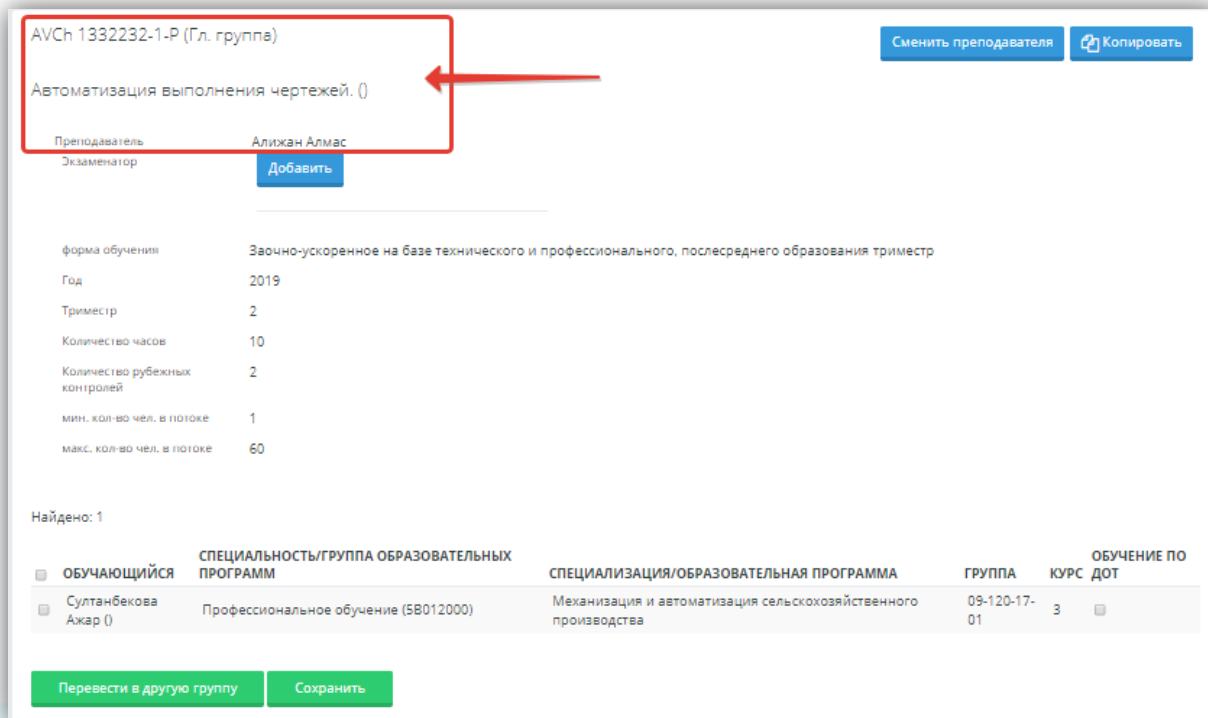 AVCh 1332232-1-P (Гл. группа)
Сменить преподавателя
Копировать
Автоматизация выполнения чертежей. ()
Преподаватель Алижан Алмас
Экзаменатор
Добавить
форма обучения Заочно-ускоренное на базе технического и профессионального, послесреднего образования триместр
Год 2019
Триместр 2
Количество часов 10
Количество рубежных 2
контролей
мин. кол-во чел. в потоке 1
макс. кол-во чел. в потоке 60
Найдено: 1
СПЕЦИАЛЬНОСТЬ/ГРУППА ОБРАЗОВАТЕЛЬНЫХ ОБУЧЕНИЕ ПО
ОБУЧАЮЩИЙСЯ ПРОГРАММ СПЕЦИАЛИЗАЦИЯ/ОБРАЗОВАТЕЛЬНАЯ ПРОГРАММА ГРУППА КУРС ДОТ
Султанбекова Профессиональное обучение (5В012000) Механизация и автоматизация сельскохозяйственного 09-120-17- 3
Ажар () производства 01
Перевести в другую группу
Сохранить